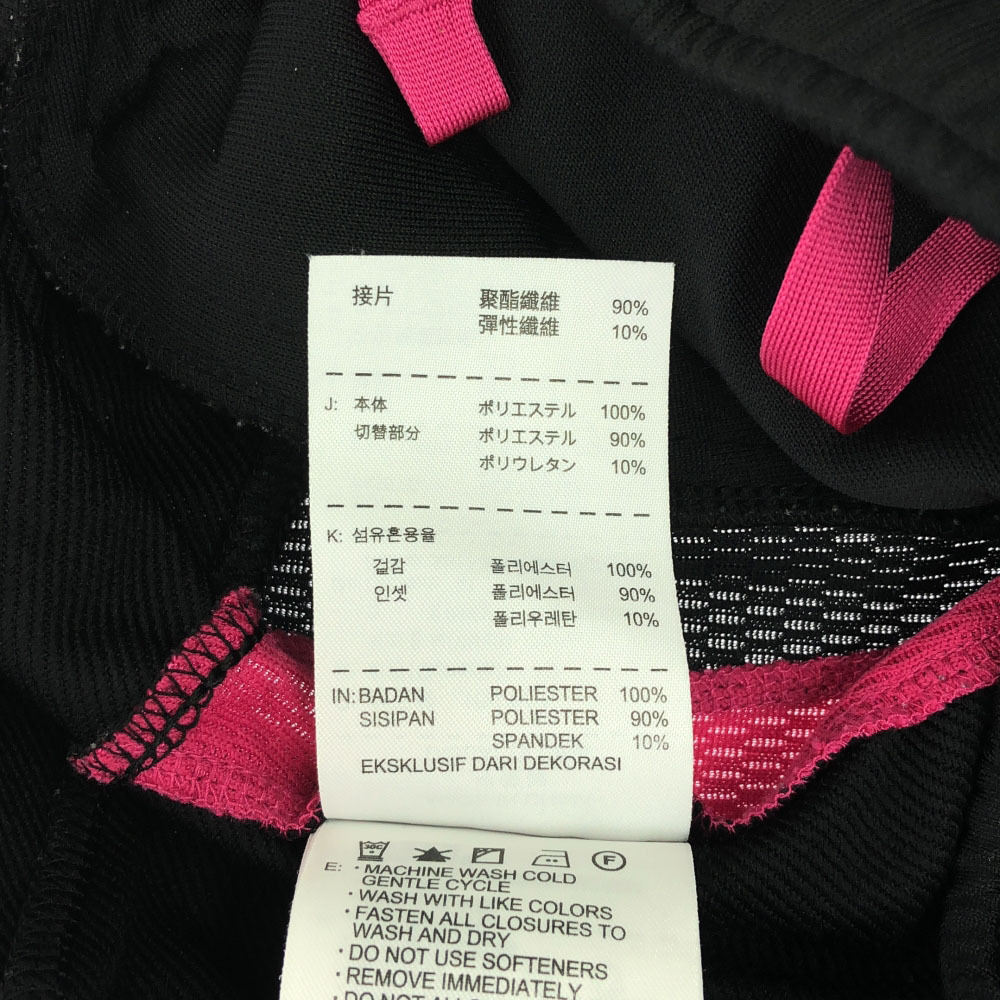 接片 聚酯纖維 90%
彈性纖維 10%
J: 本体 ポリエステル 100%
切替部分 ポリエステル 90%
ポリウレタン 10%
K: 섬유혼용율
겉감 폴리에스터 100%
인셋 폴리에스터 90%
폴리우레탄 10%
IN: BADAN POLIESTER 100%
SISIPAN POLIESTER 90%
SPANDEK 10%
EKSKLUSIF DARI DEKORASI
30C F
E: · MACHINE WASH COLD
GENTLE CYCLE
· WASH WITH LIKE COLORS
· FASTEN ALL CLOSURES TO
WASH AND DRY
· DO NOT USE SOFTENERS
· REMOVE IMMEDIATELY
· DO NOT